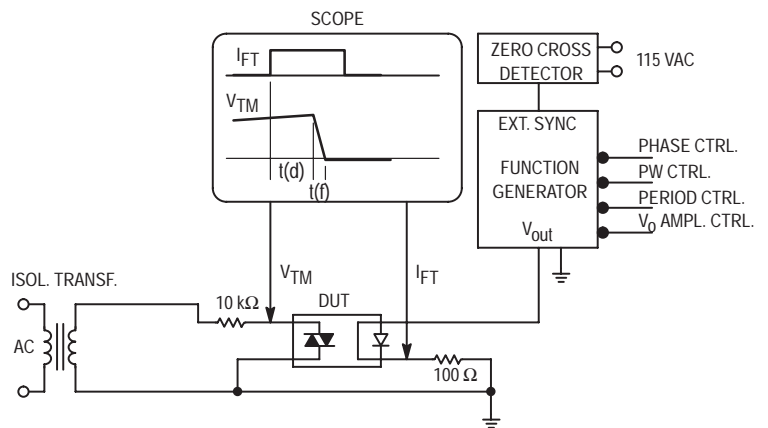 SCOPE
I_FT
V_TM
t(d)
t(f)
ZERO CROSS
DETECTOR
115 VAC
EXT. SYNC
FUNCTION
GENERATOR
V_out
PHASE CTRL.
PW CTRL.
PERIOD CTRL.
V_o AMPL. CTRL.
ISOL. TRANSF.
AC
10 kΩ
V_TM
DUT
I_FT
100 Ω